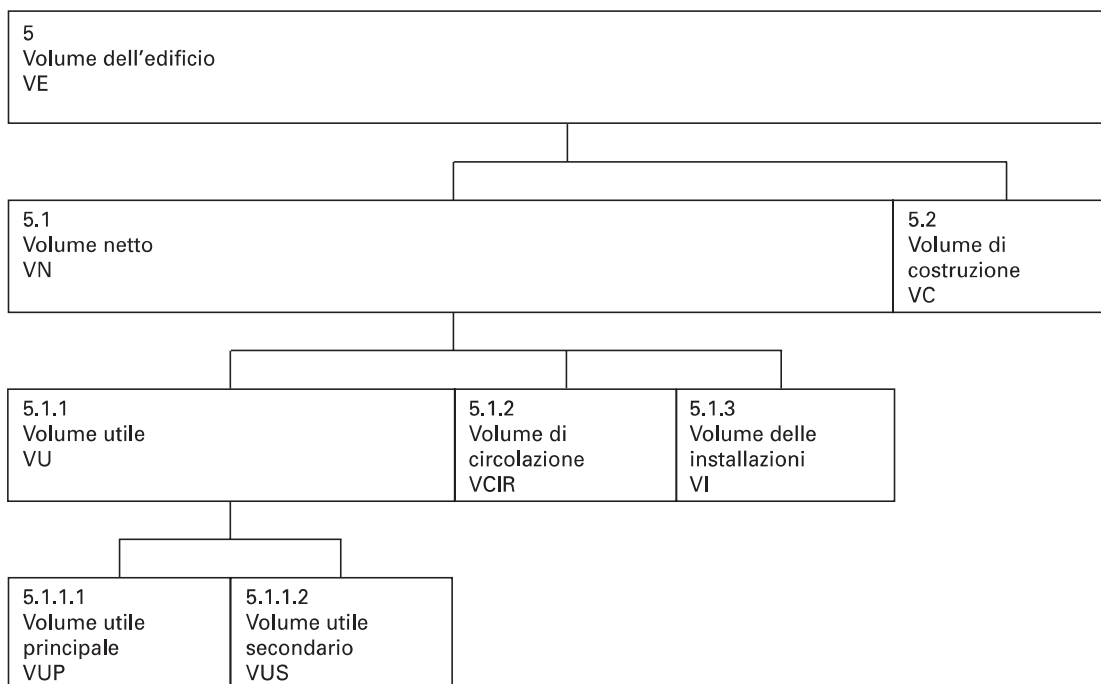 5
Volume dell'edificio
VE
5.1
Volume netto
VN
5.2
Volume di
costruzione
VC
5.1.1
Volume utile
VU
5.1.2
Volume di
circolazione
VCIR
5.1.3
Volume delle
installazioni
VI
5.1.1.1
Volume utile
principale
VUP
5.1.1.2
Volume utile
secondario
VUS